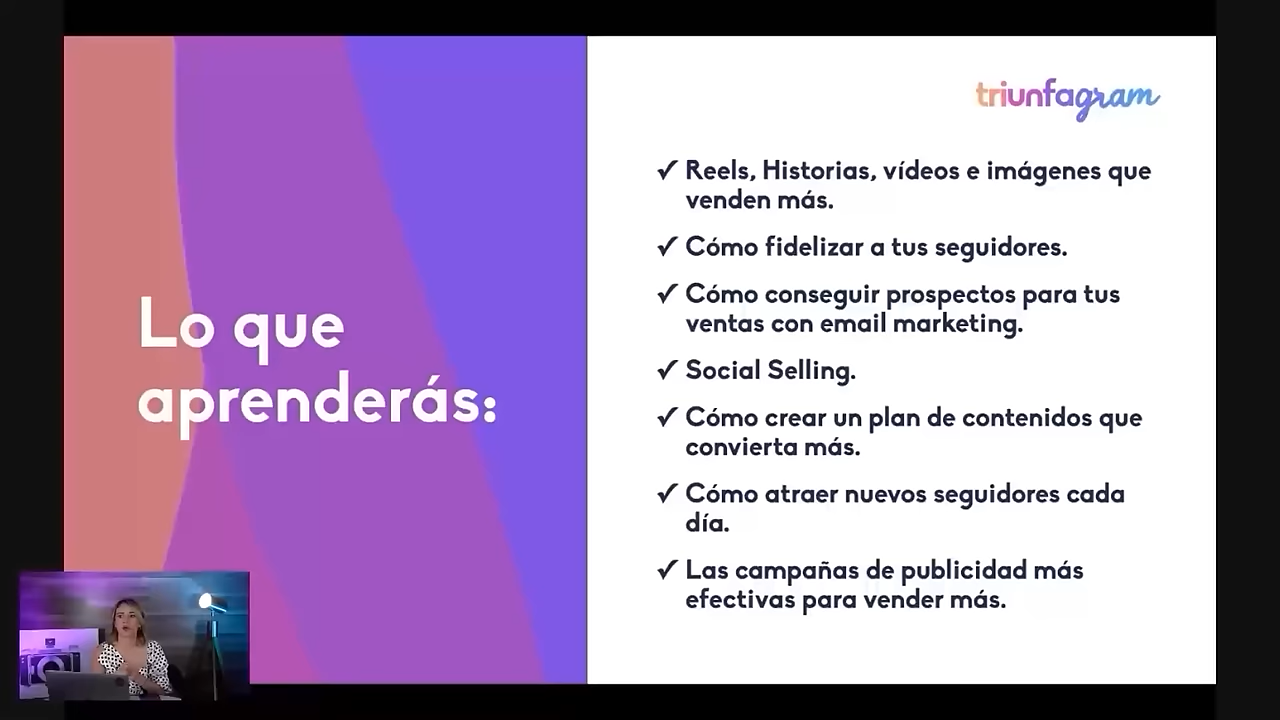 Lo que
aprenderás:
triunfagram
✓ Reels, Historias, vídeos e imágenes que
venden más.
✓ Cómo fidelizar a tus seguidores.
✓ Cómo conseguir prospectos para tus
ventas con email marketing.
✓ Social Selling.
✓ Cómo crear un plan de contenidos que
convierta más.
✓ Cómo atraer nuevos seguidores cada
día.
✓ Las campañas de publicidad más
efectivas para vender más.